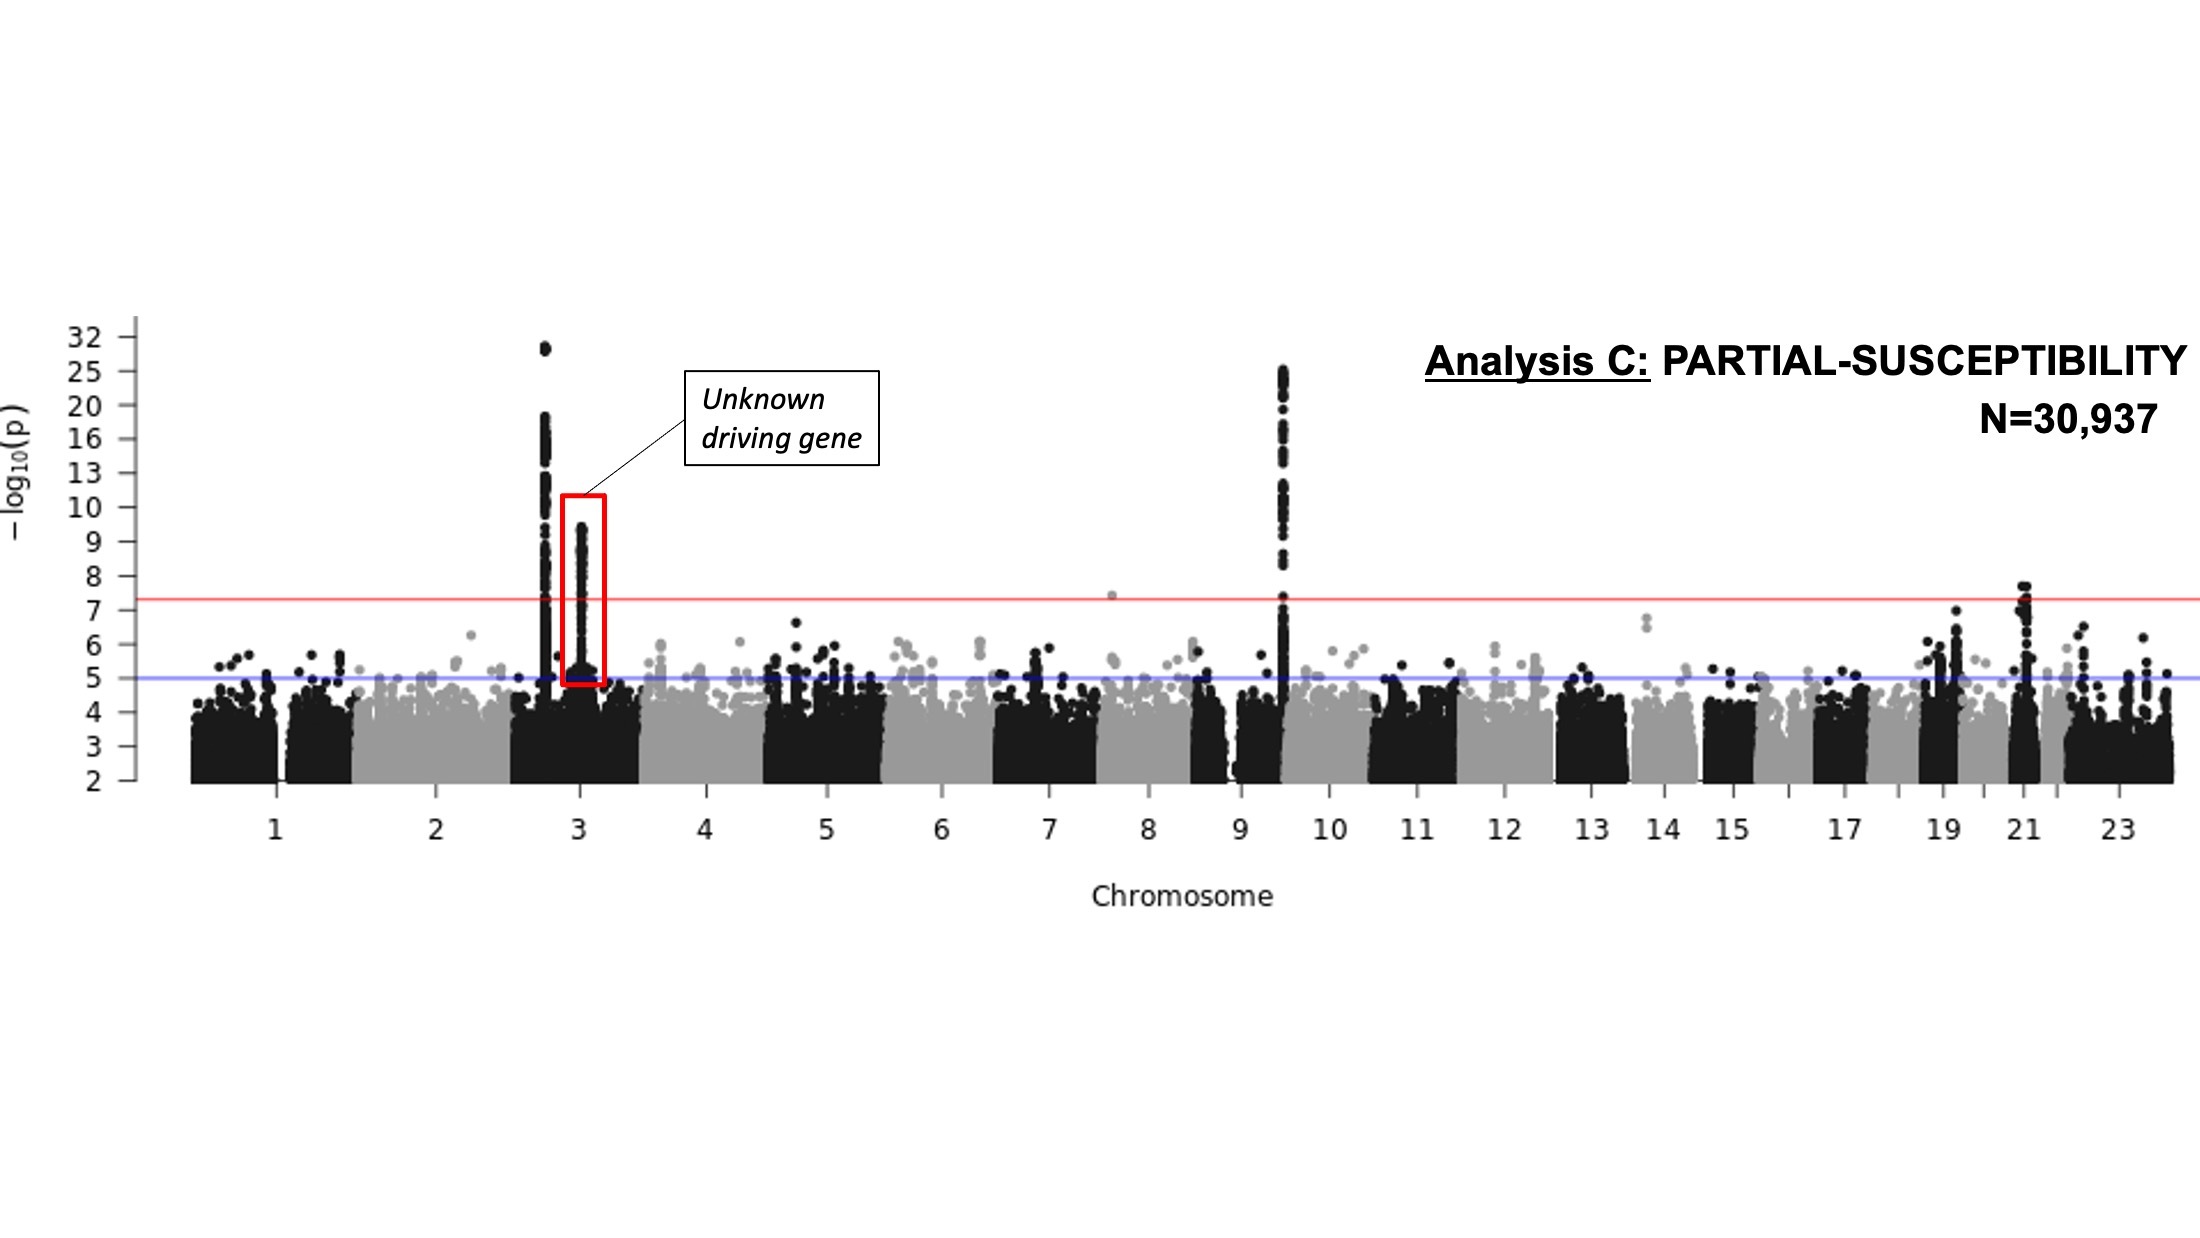 32
25
20
16
13
10
9
8
7
6
5
4
3
2
−log10(p)
Analysis C: PARTIAL-SUSCEPTIBILITY
N=30,937
Unknown
driving gene
1 2 3 4 5 6 7 8 9 10 11 12 13 14 15 17 19 21 23
Chromosome